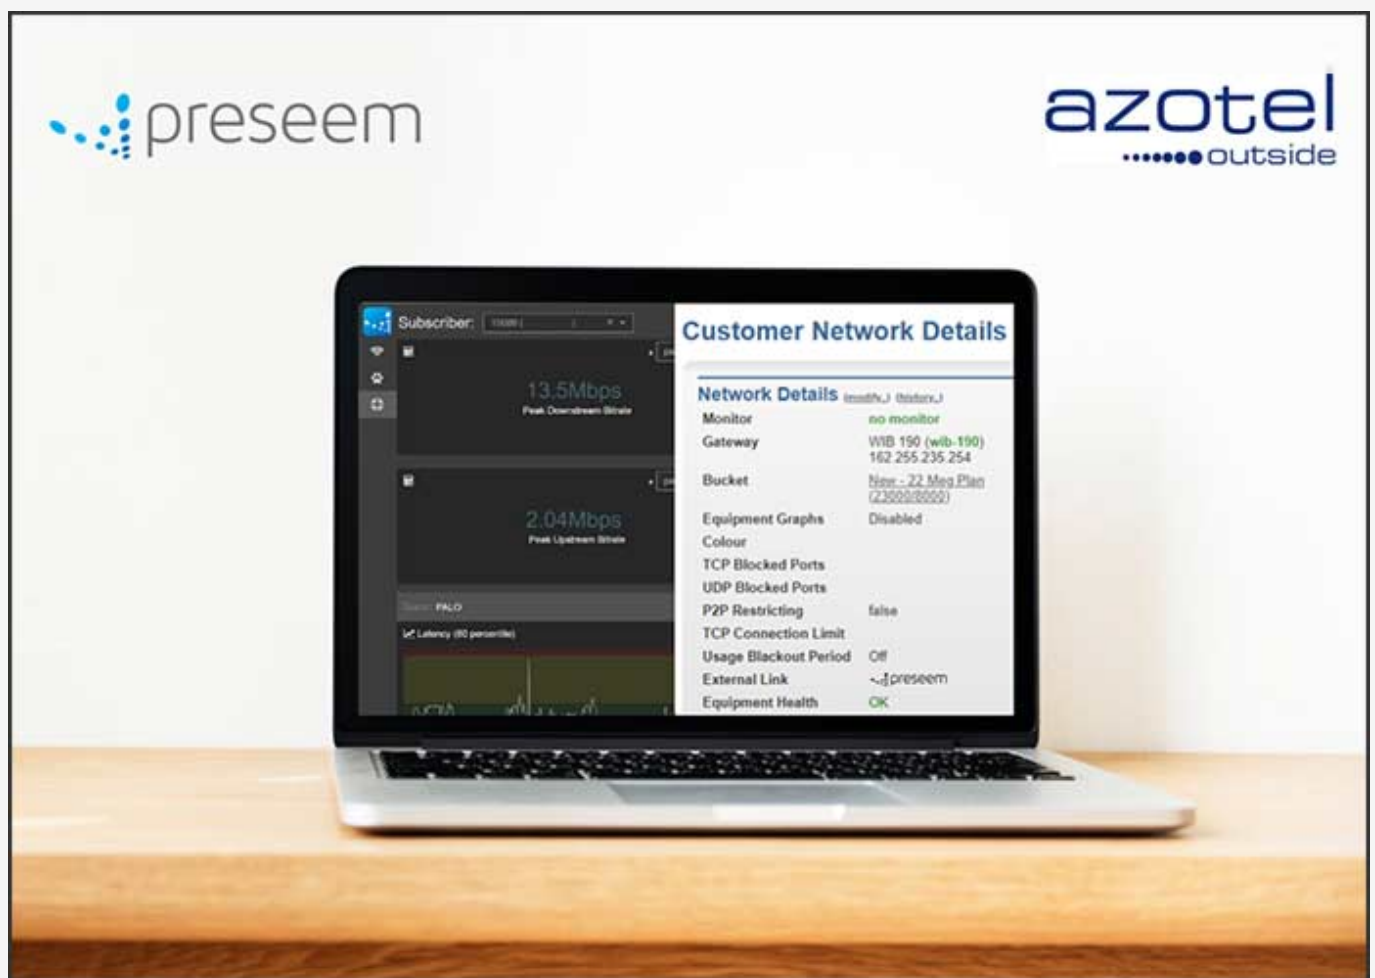 preseem
azotel
outside
Subscriber:
13.5Mbps
Peak Downstream Bitrate
2.04Mbps
Peak Upstream Bitrate
PALO
Latency (80 percentile)
Customer Network Details
Network Details (modify..) (history..)
Monitor no monitor
Gateway WIB 190 (wib-190)
162.255.235.254
Bucket New - 22 Meg Plan
(23000/8000)
Equipment Graphs Disabled
Colour
TCP Blocked Ports
UDP Blocked Ports
P2P Restricting false
TCP Connection Limit
Usage Blackout Period Off
External Link preseem
Equipment Health OK